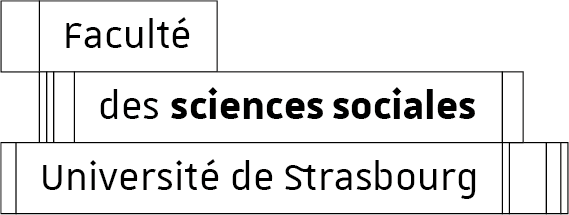 Faculté
des sciences sociales
Université de Strasbourg